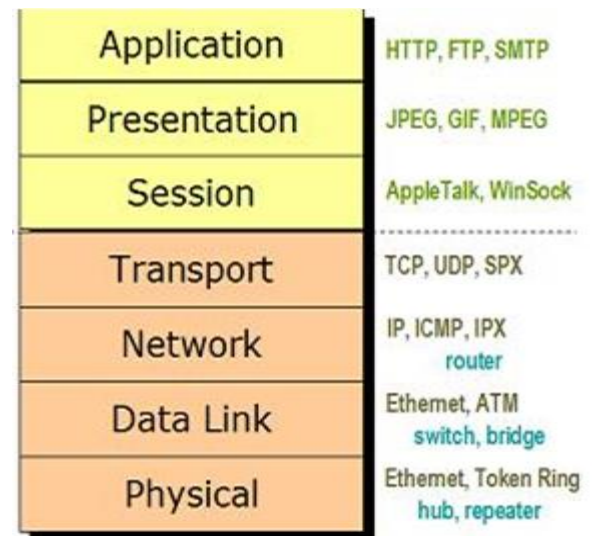 Application
HTTP, FTP, SMTP
Presentation
JPEG, GIF, MPEG
Session
AppleTalk, WinSock
Transport
TCP, UDP, SPX
Network
IP, ICMP, IPX
router
Data Link
Ethernet, ATM
switch, bridge
Physical
Ethernet, Token Ring
hub, repeater